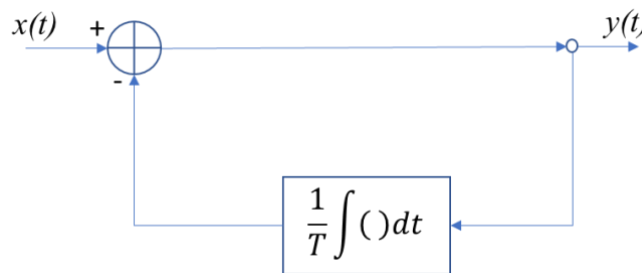 x(t) + y(t)
-
1/T ∫( )dt